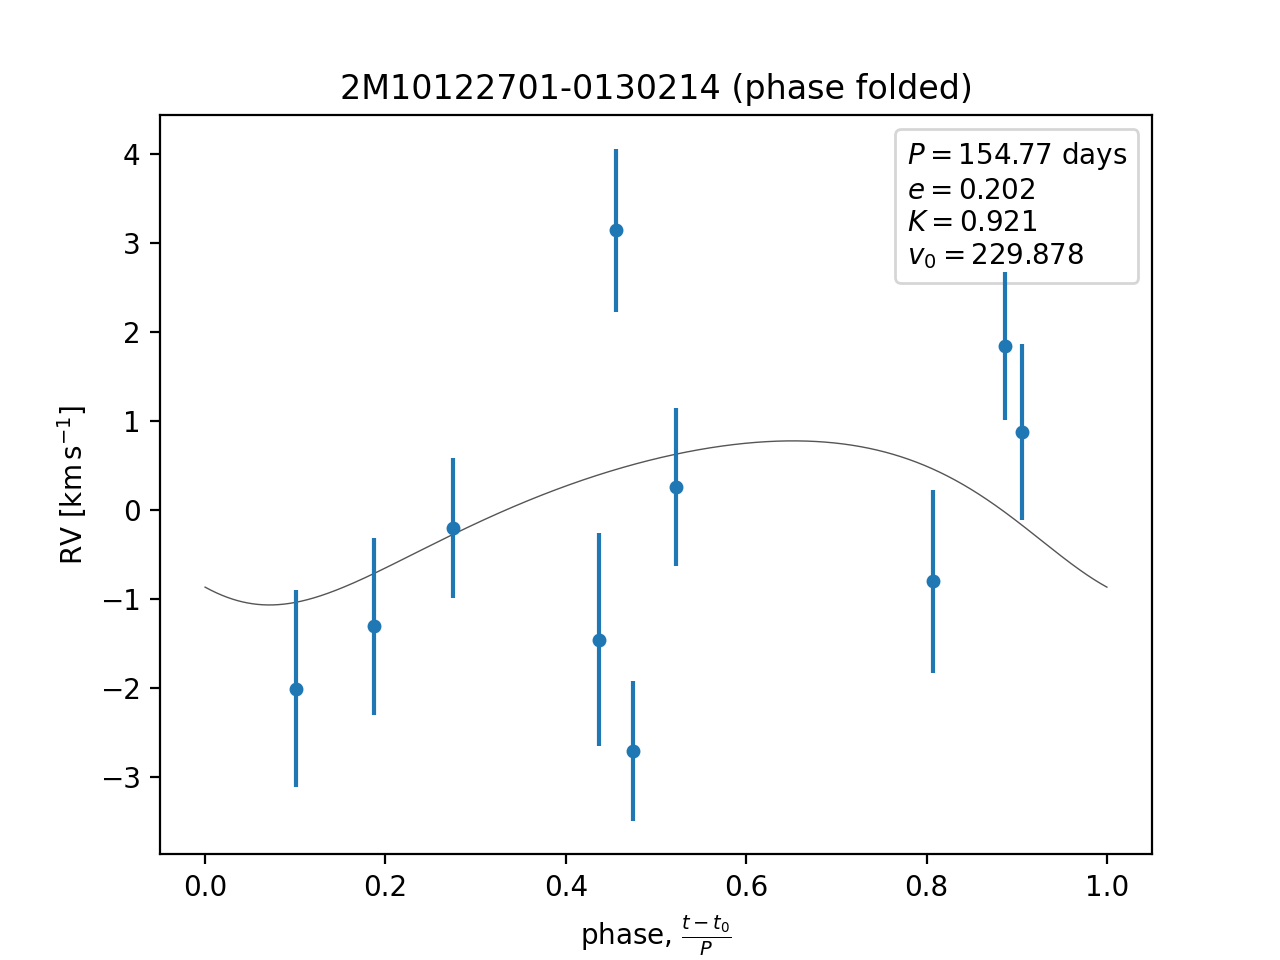 2M10122701-0130214 (phase folded)
P = 154.77 days
e = 0.202
K = 0.921
v₀ = 229.878
RV [km s⁻¹]
4
3
2
1
0
−1
−2
−3
0.0 0.2 0.4 0.6 0.8 1.0
phase, (t − t₀)/P